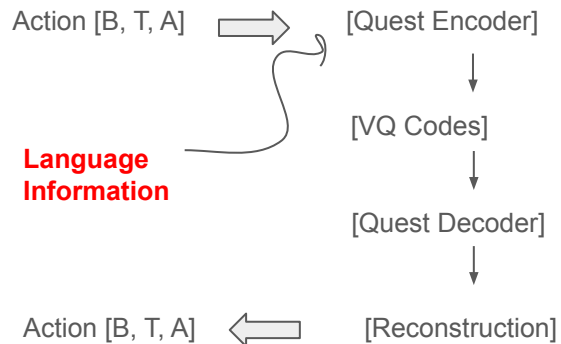 Action [B, T, A]
[Quest Encoder]
[VQ Codes]
Language
Information
[Quest Decoder]
Action [B, T, A]
[Reconstruction]